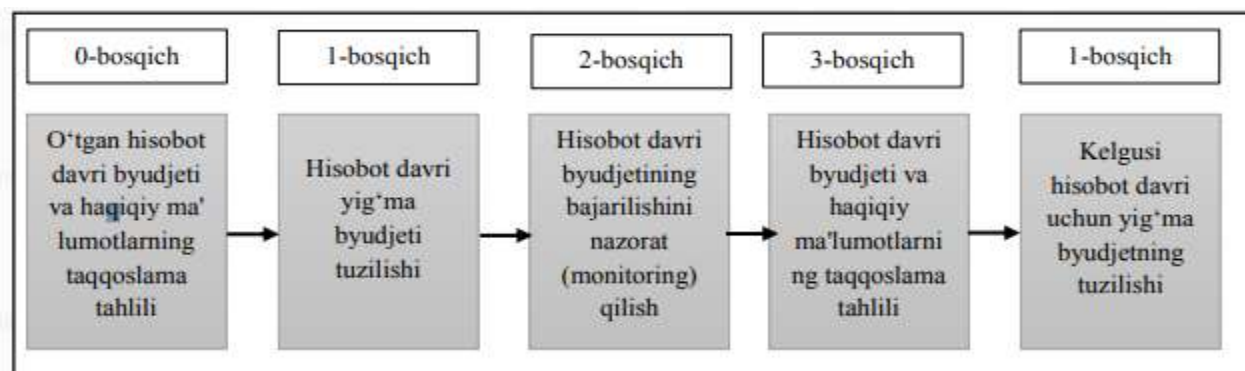 0-bosqich
1-bosqich
2-bosqich
3-bosqich
1-bosqich
O‘tgan hisobot
davri byudjeti
va haqiqiy ma'
lumotlarning
taqqoslama
tahlili
Hisobot davri
yig‘ma
byudjeti
tuzilishi
Hisobot davri
byudjetining
bajarilishini
nazorat
(monitoring)
qilish
Hisobot davri
byudjeti va
haqiqiy
ma'lumotlarni
ng taqqoslama
tahlili
Kelgusi
hisobot davri
uchun yig‘ma
byudjetning
tuzilishi